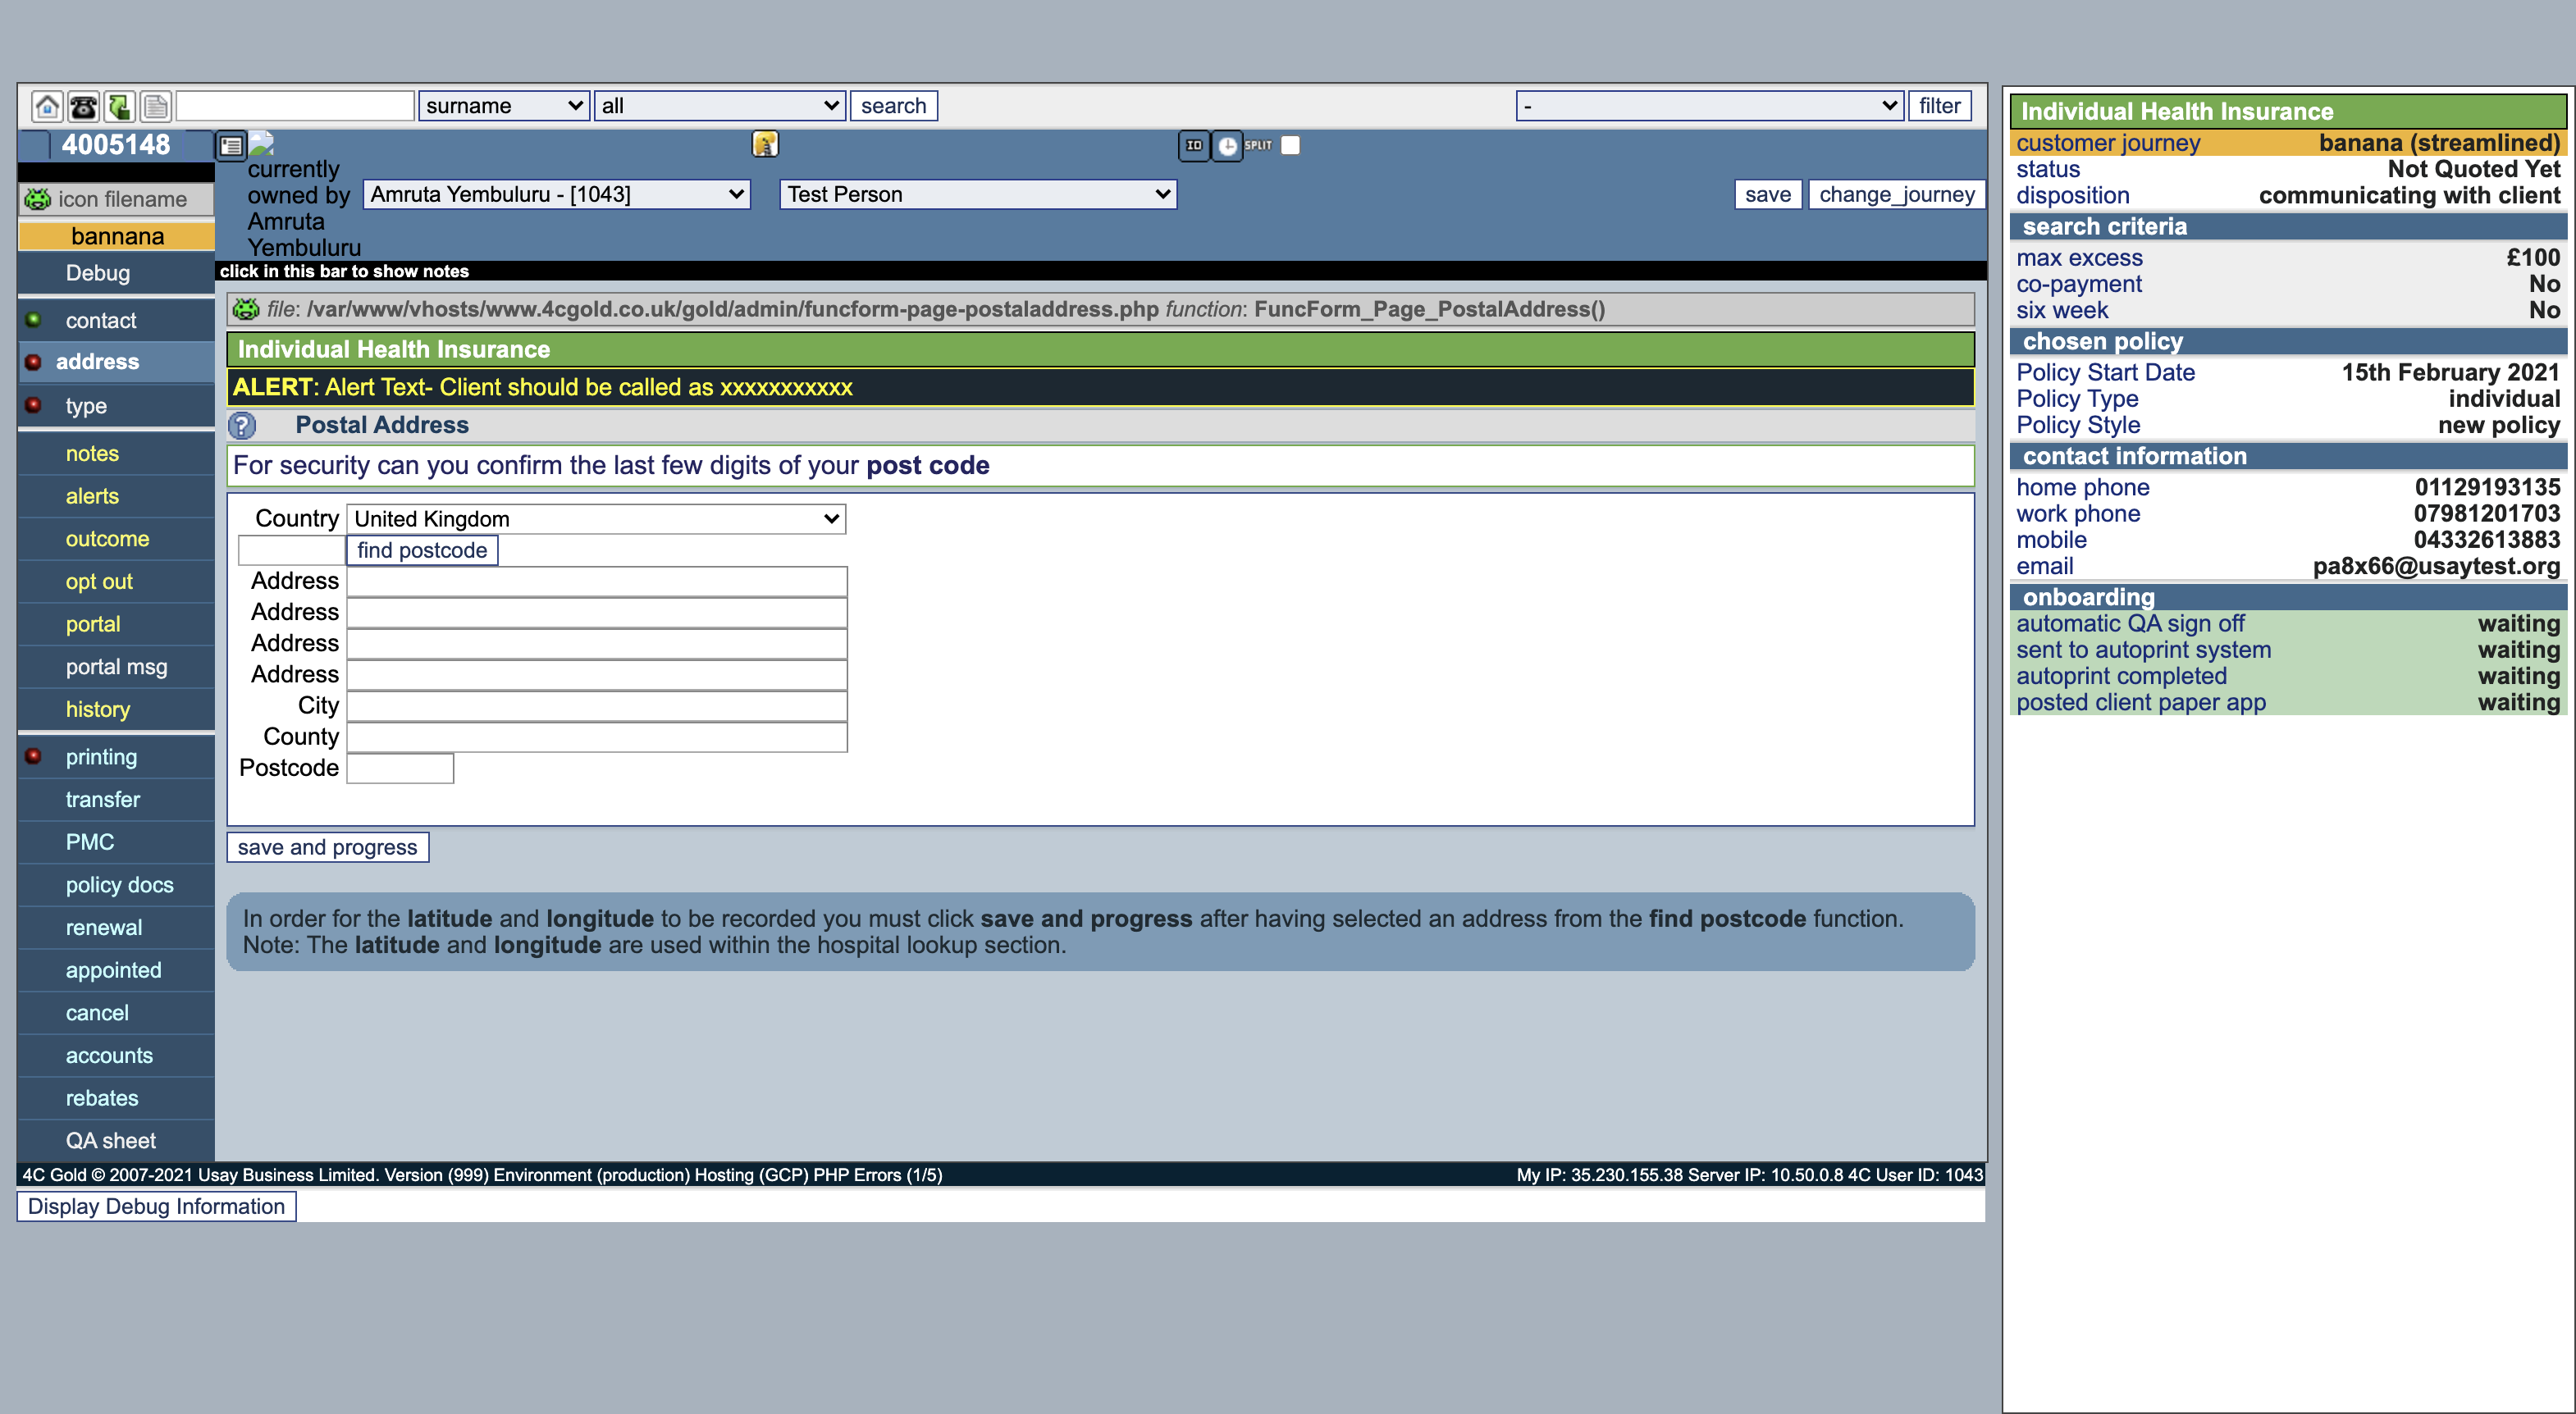 surname all search - filter
4005148 ID SPLIT
currently
owned by
Amruta
Yembuluru
Amruta Yembuluru - [1043] Test Person save change_journey
icon filename
bannana
Debug
contact
address
type
notes
alerts
outcome
opt out
portal
portal msg
history
printing
transfer
PMC
policy docs
renewal
appointed
cancel
accounts
rebates
QA sheet
click in this bar to show notes
file: /var/www/vhosts/www.4cgold.co.uk/gold/admin/funcform-page-postaladdress.php function: FuncForm_Page_PostalAddress()
Individual Health Insurance
ALERT: Alert Text- Client should be called as xxxxxxxxxxx
? Postal Address
For security can you confirm the last few digits of your post code
Country United Kingdom
find postcode
Address
Address
Address
Address
City
County
Postcode
save and progress
In order for the latitude and longitude to be recorded you must click save and progress after having selected an address from the find postcode function.
Note: The latitude and longitude are used within the hospital lookup section.
4C Gold © 2007-2021 Usay Business Limited. Version (999) Environment (production) Hosting (GCP) PHP Errors (1/5) My IP: 35.230.155.38 Server IP: 10.50.0.8 4C User ID: 1043
Display Debug Information
Individual Health Insurance
customer journey banana (streamlined)
status Not Quoted Yet
disposition communicating with client
search criteria
max excess £100
co-payment No
six week No
chosen policy
Policy Start Date 15th February 2021
Policy Type individual
Policy Style new policy
contact information
home phone 01129193135
work phone 07981201703
mobile 04332613883
email pa8x66@usaytest.org
onboarding
automatic QA sign off waiting
sent to autoprint system waiting
autoprint completed waiting
posted client paper app waiting